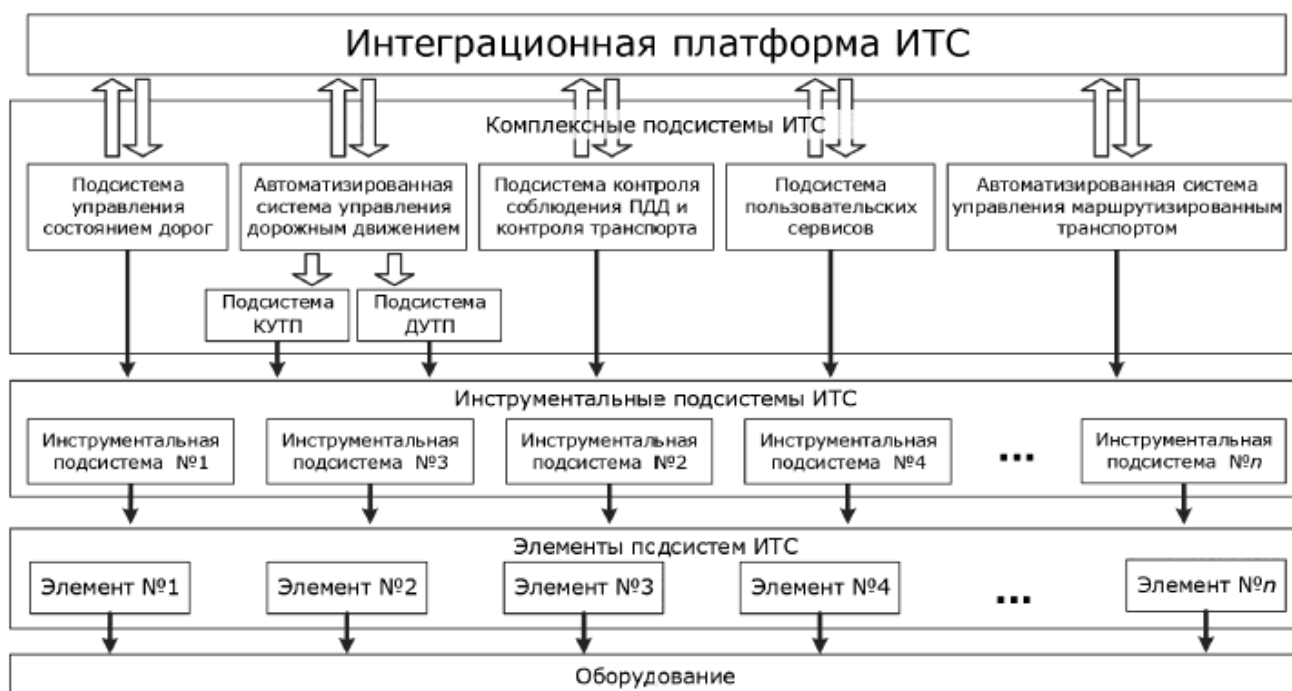 Интеграционная платформа ИТС
Комплексные подсистемы ИТС
Подсистема
управления
состоянием дорог
Автоматизированная
система управления
дорожным движением
Подсистема контроля
соблюдения ПДД и
контроля транспорта
Подсистема
пользовательских
сервисов
Автоматизированная система
управления маршрутизированным
транспортом
Подсистема
КУТП
Подсистема
ДУТП
Инструментальные подсистемы ИТС
Инструментальная
подсистема №1
Инструментальная
подсистема №3
Инструментальная
подсистема №2
Инструментальная
подсистема №4
...
Инструментальная
подсистема №n
Элементы подсистем ИТС
Элемент №1
Элемент №2
Элемент №3
Элемент №4
...
Элемент №n
Оборудование